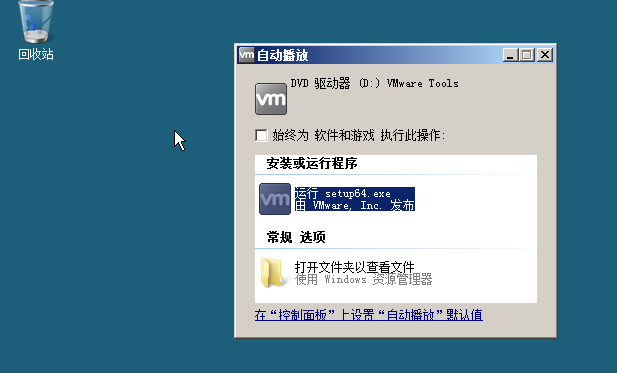 回收站
vm 自动播放
vm
DVD 驱动器 (D:) VMware Tools
始终为 软件和游戏 执行此操作:
安装或运行程序
vm
运行 setup64.exe
由 VMware, Inc. 发布
常规 选项
打开文件夹以查看文件
使用 Windows 资源管理器
在“控制面板”上设置“自动播放”默认值